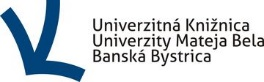 Univerzitná Knižnica
Univerzity Mateja Bela
Banská Bystrica